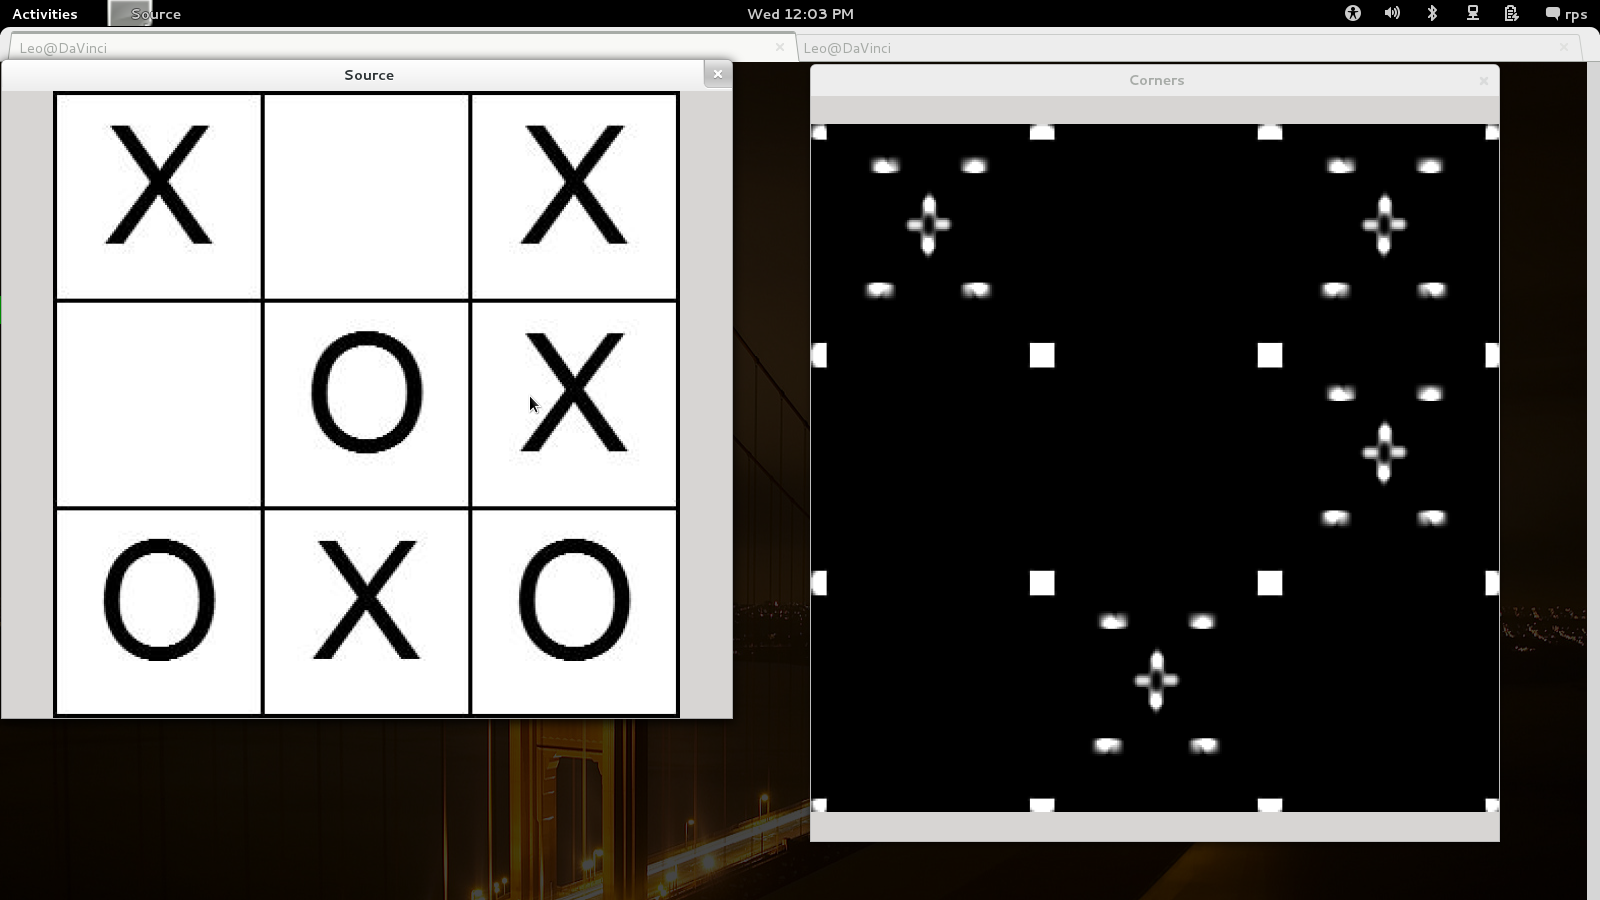 Activities Source Wed 12:03 PM rps
Leo@DaVinci Leo@DaVinci
Source
Corners
X X
O X
O X O